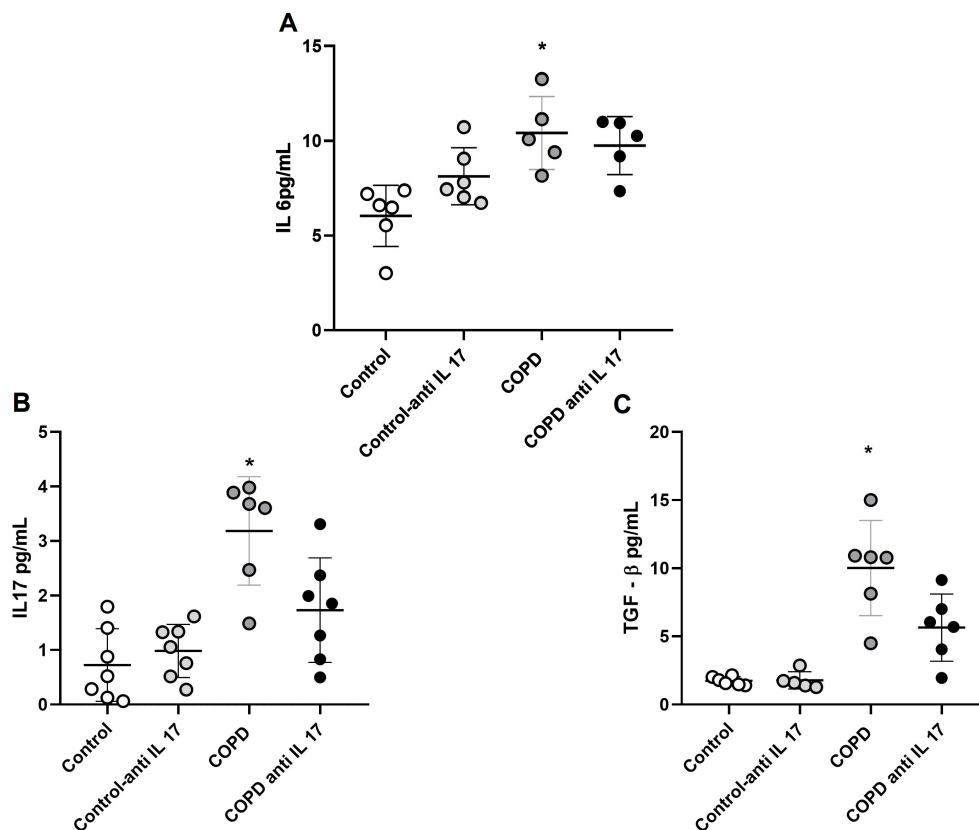 A
15
*
10
IL 6pg/mL
5
0
Control
Control-anti IL 17
COPD
COPD anti IL 17
B
5
*
4
3
IL17 pg/mL
2
1
0
Control
Control-anti IL 17
COPD
COPD anti IL 17
C
20
*
15
10
TGF - β pg/mL
5
0
Control
Control-anti IL 17
COPD
COPD anti IL 17